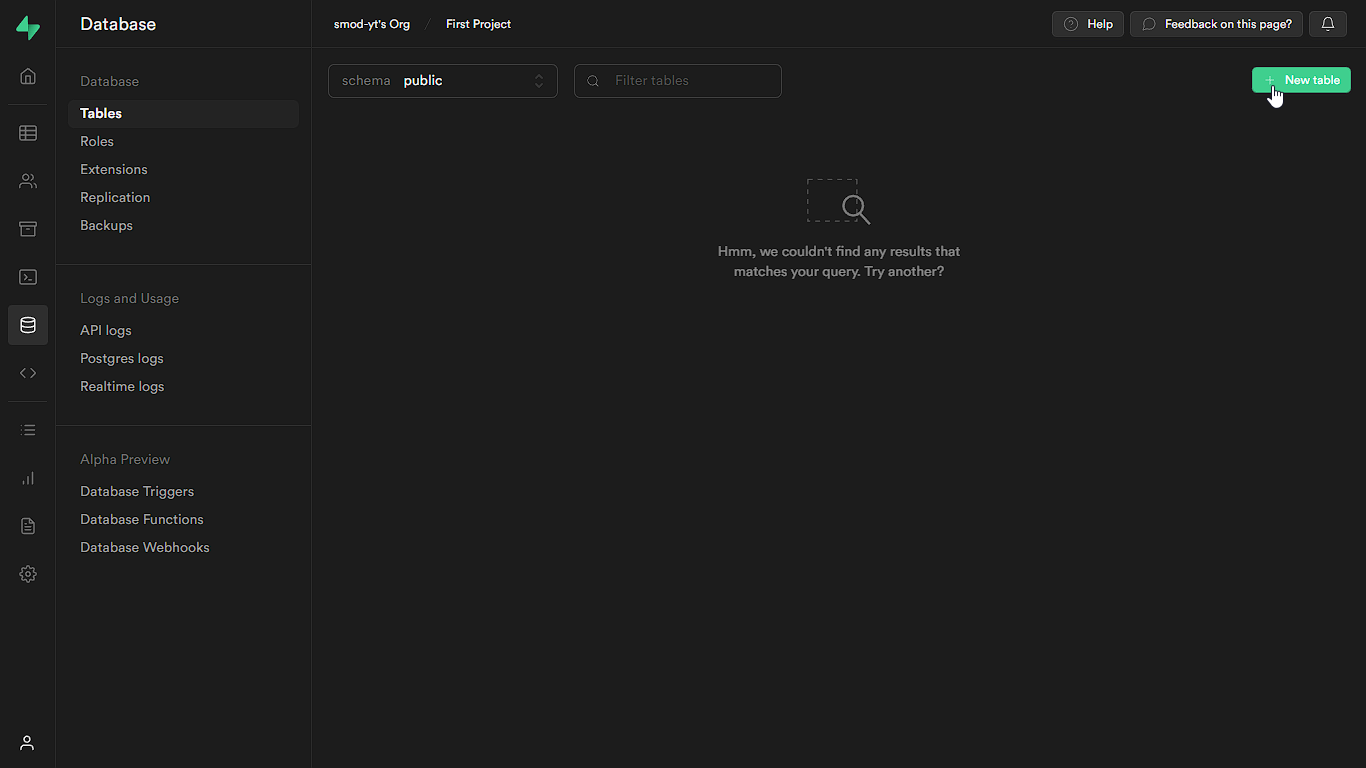 Database
smod-yt's Org / First Project
Help
Feedback on this page?
Database
Tables
Roles
Extensions
Replication
Backups
Logs and Usage
API logs
Postgres logs
Realtime logs
Alpha Preview
Database Triggers
Database Functions
Database Webhooks
schema public
Filter tables
+ New table
Hmm, we couldn't find any results that
matches your query. Try another?